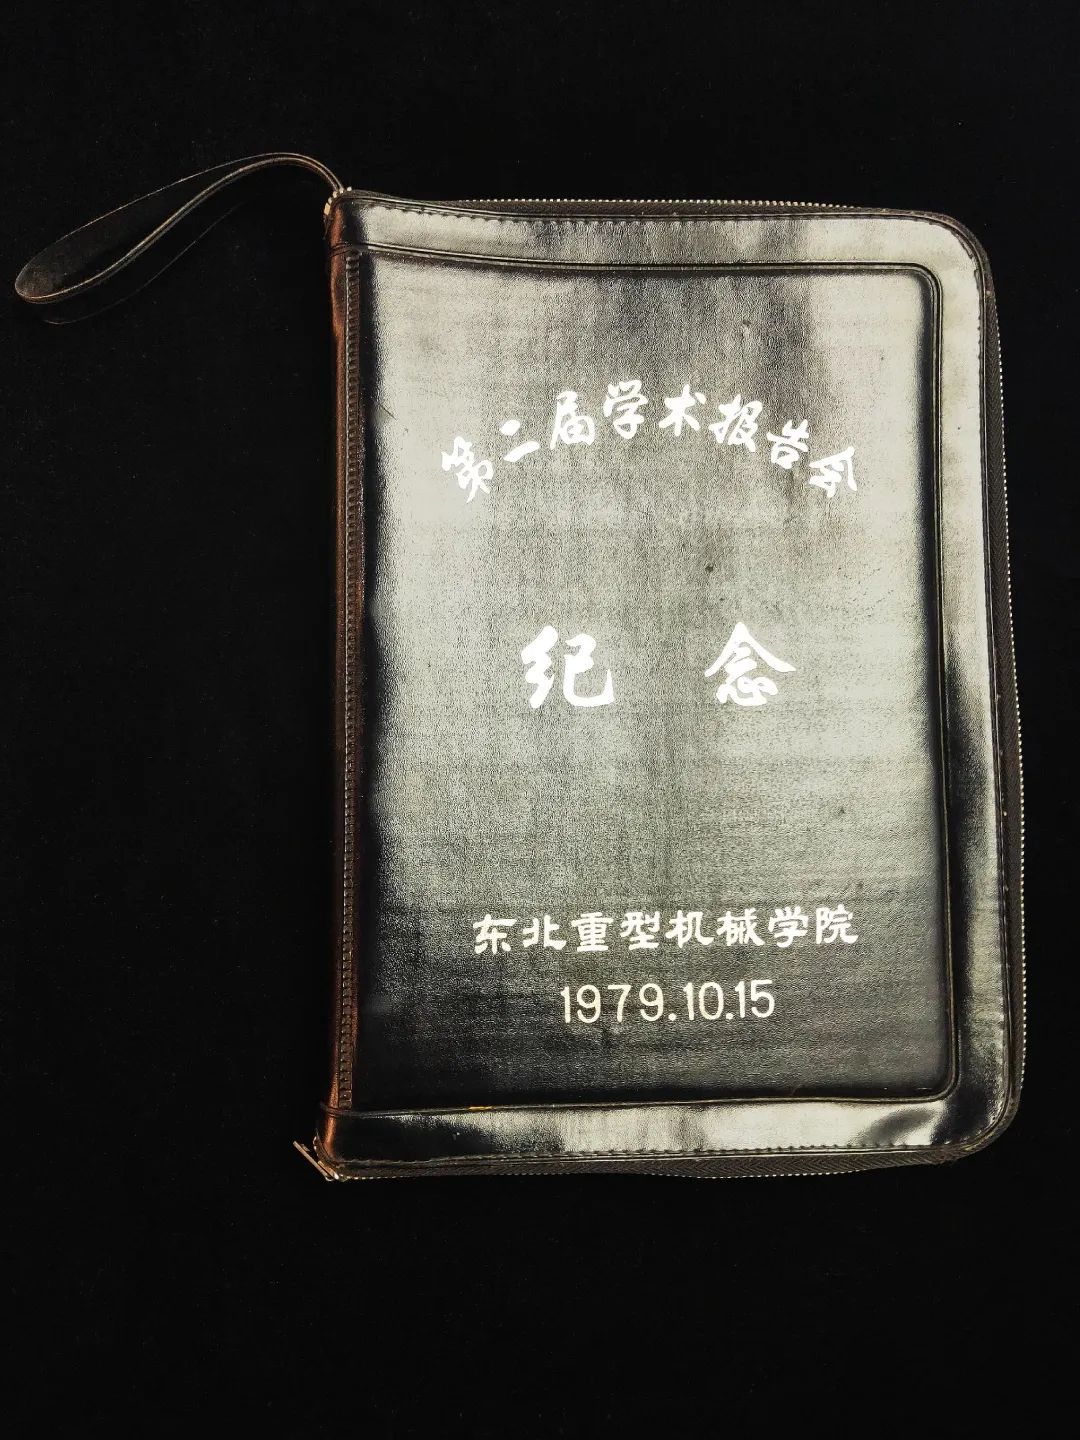 第二届学术报告会
纪念
东北重型机械学院
1979.10.15